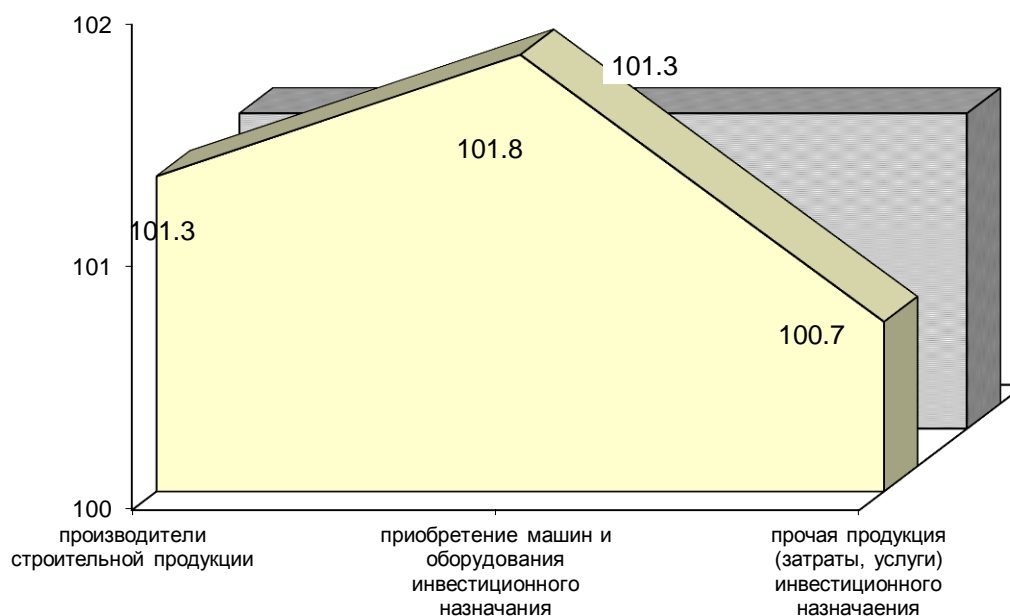 102
101.3
101.8
101.3
101
100.7
100
производители
строительной продукции
приобретение машин и
оборудования
инвестиционного
назначания
прочая продукция
(затраты, услуги)
инвестиционного
назначаения